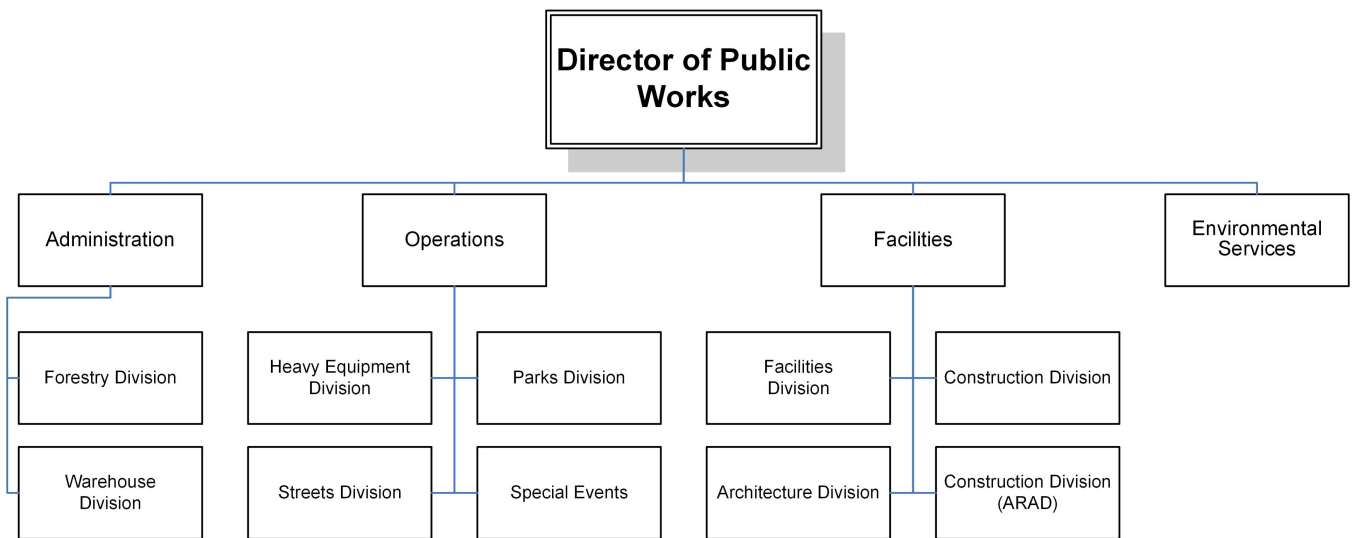 Director of Public
Works
Administration
Operations
Facilities
Environmental
Services
Forestry Division
Heavy Equipment
Division
Parks Division
Facilities
Division
Construction Division
Warehouse
Division
Streets Division
Special Events
Architecture Division
Construction Division
(ARAD)